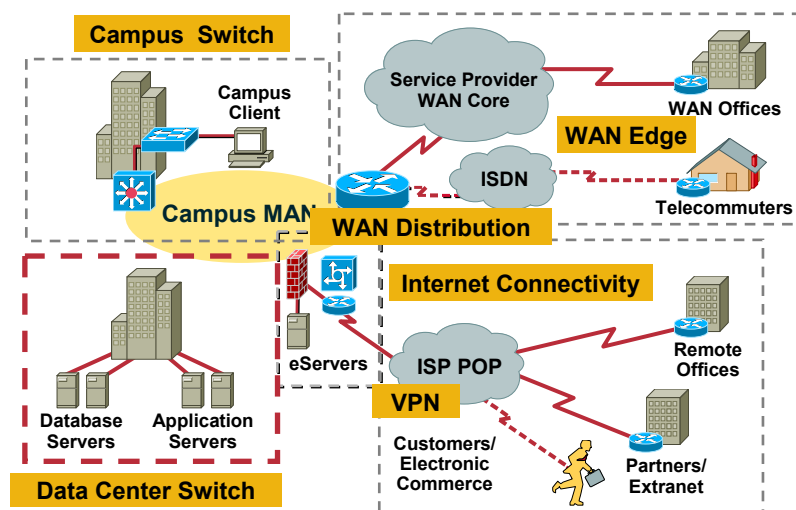 Campus Switch
Campus
Client
Service Provider
WAN Core
WAN Offices
WAN Edge
ISDN
Telecommuters
Campus MAN
WAN Distribution
Internet Connectivity
eServers
ISP POP
Remote
Offices
VPN
Database
Servers
Application
Servers
Customers/
Electronic
Commerce
Partners/
Extranet
Data Center Switch